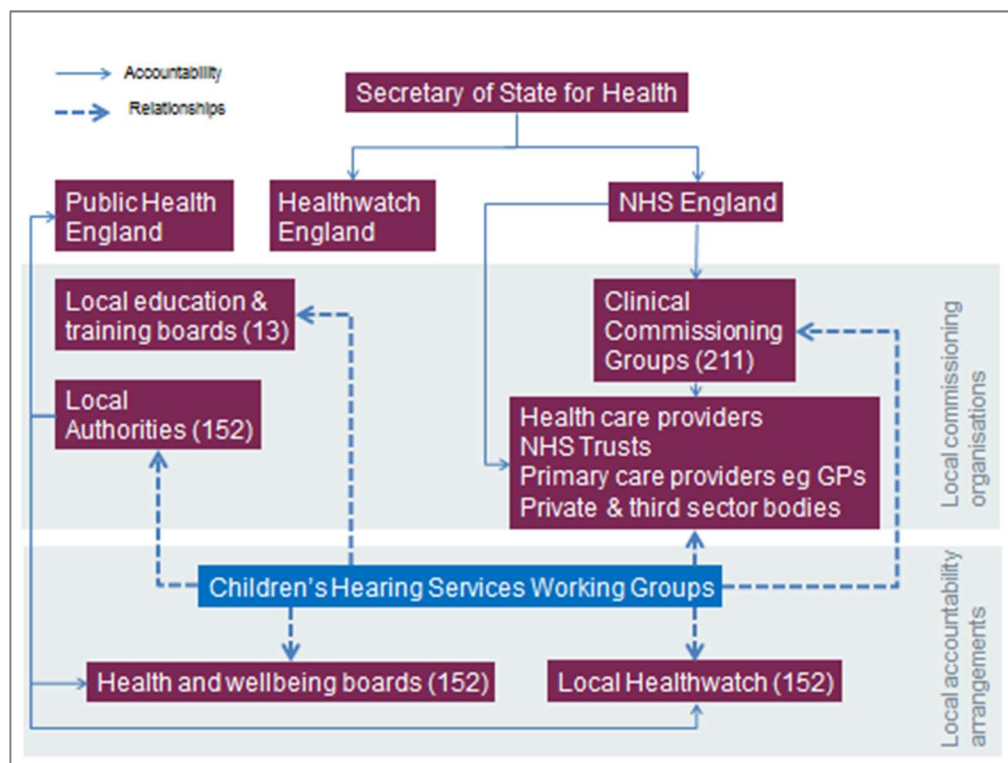 Accountability
Relationships
Secretary of State for Health
Public Health
England
Healthwatch
England
NHS England
Local education &
training boards (13)
Clinical
Commissioning
Groups (211)
Local
Authorities (152)
Health care providers
NHS Trusts
Primary care providers eg GPs
Private & third sector bodies
Local commissioning
organisations
Children's Hearing Services Working Groups
Health and wellbeing boards (152)
Local Healthwatch (152)
Local accountability
arrangements